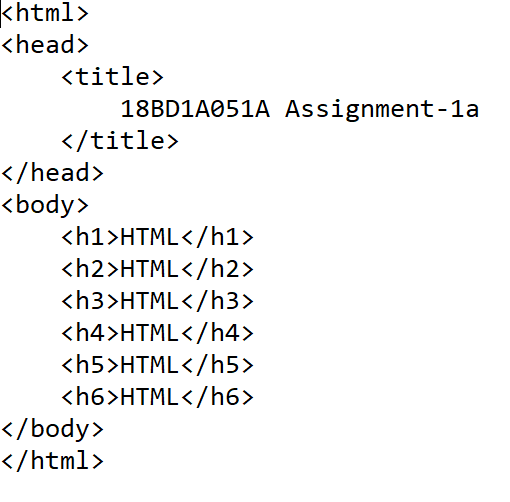 <html>
<head>
    <title>
        18BD1A051A Assignment-1a
    </title>
</head>
<body>
    <h1>HTML</h1>
    <h2>HTML</h2>
    <h3>HTML</h3>
    <h4>HTML</h4>
    <h5>HTML</h5>
    <h6>HTML</h6>
</body>
</html>